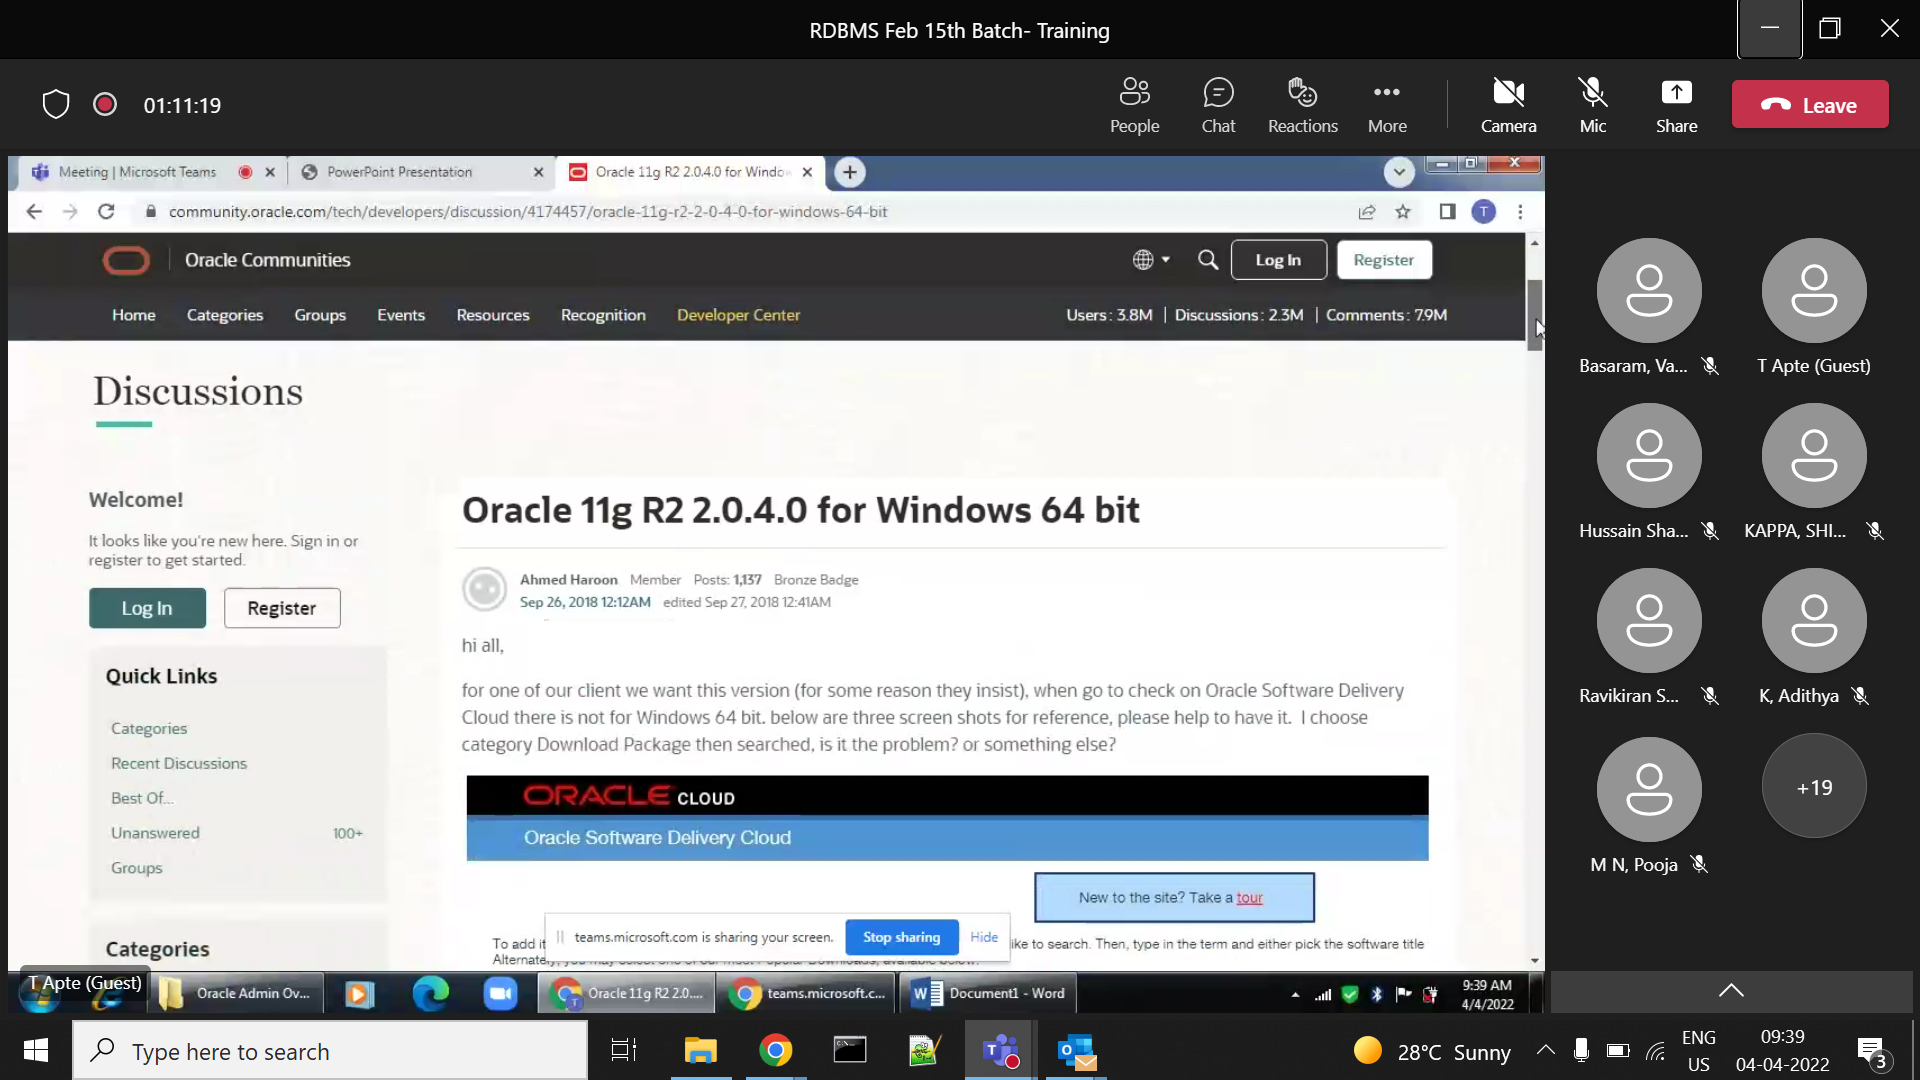 RDBMS Feb 15th Batch- Training
01:11:19
People
Chat
Reactions
More
Camera
Mic
Share
Leave
Meeting | Microsoft Teams
PowerPoint Presentation
Oracle 11g R2 2.0.4.0 for Windo
community.oracle.com/tech/developers/discussion/4174457/oracle-11g-r2-2-0-4-0-for-windows-64-bit
T
Oracle Communities
Log In
Register
Home
Categories
Groups
Events
Resources
Recognition
Developer Center
Users : 3.8M | Discussions : 2.3M | Comments : 7.9M
Discussions
Welcome!
It looks like you're new here. Sign in or
register to get started.
Log In
Register
Quick Links
Categories
Recent Discussions
Best Of...
Unanswered 100+
Groups
Categories
Oracle 11g R2 2.0.4.0 for Windows 64 bit
Ahmed Haroon Member Posts: 1,137 Bronze Badge
Sep 26, 2018 12:12AM edited Sep 27, 2018 12:41AM
hi all,
for one of our client we want this version (for some reason they insist), when go to check on Oracle Software Delivery
Cloud there is not for Windows 64 bit. below are three screen shots for reference, please help to have it. I choose
category Download Package then searched, is it the problem? or something else?
ORACLE CLOUD
Oracle Software Delivery Cloud
New to the site? Take a tour
To add it
ike to search. Then, type in the term and either pick the software title
Alternately, you may select one of our most Popular Downloads, available below.
teams.microsoft.com is sharing your screen.
Stop sharing
Hide
T Apte (Guest)
Oracle Admin Ov...
Oracle 11g R2 2.0....
T
teams.microsoft.c...
W
Document1 - Word
9:39 AM
4/4/2022
Basaram, Va...
T Apte (Guest)
Hussain Sha...
KAPPA, SHI...
Ravikiran S...
K, Adithya
M N, Pooja
+19
Type here to search
28°C Sunny
ENG
US
09:39
04-04-2022
3